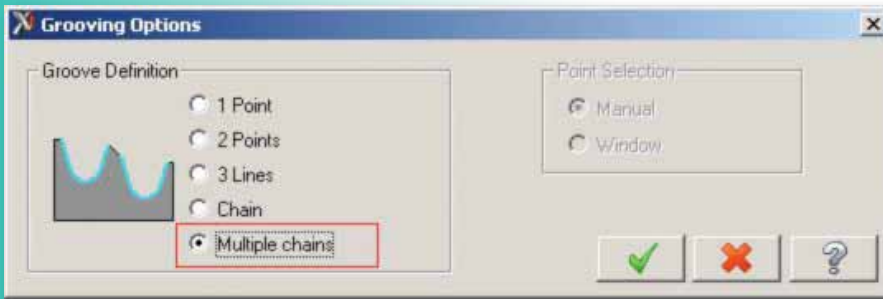 Grooving Options
Groove Definition
1 Point
2 Points
3 Lines
Chain
Multiple chains
Point Selection
Manual
Window